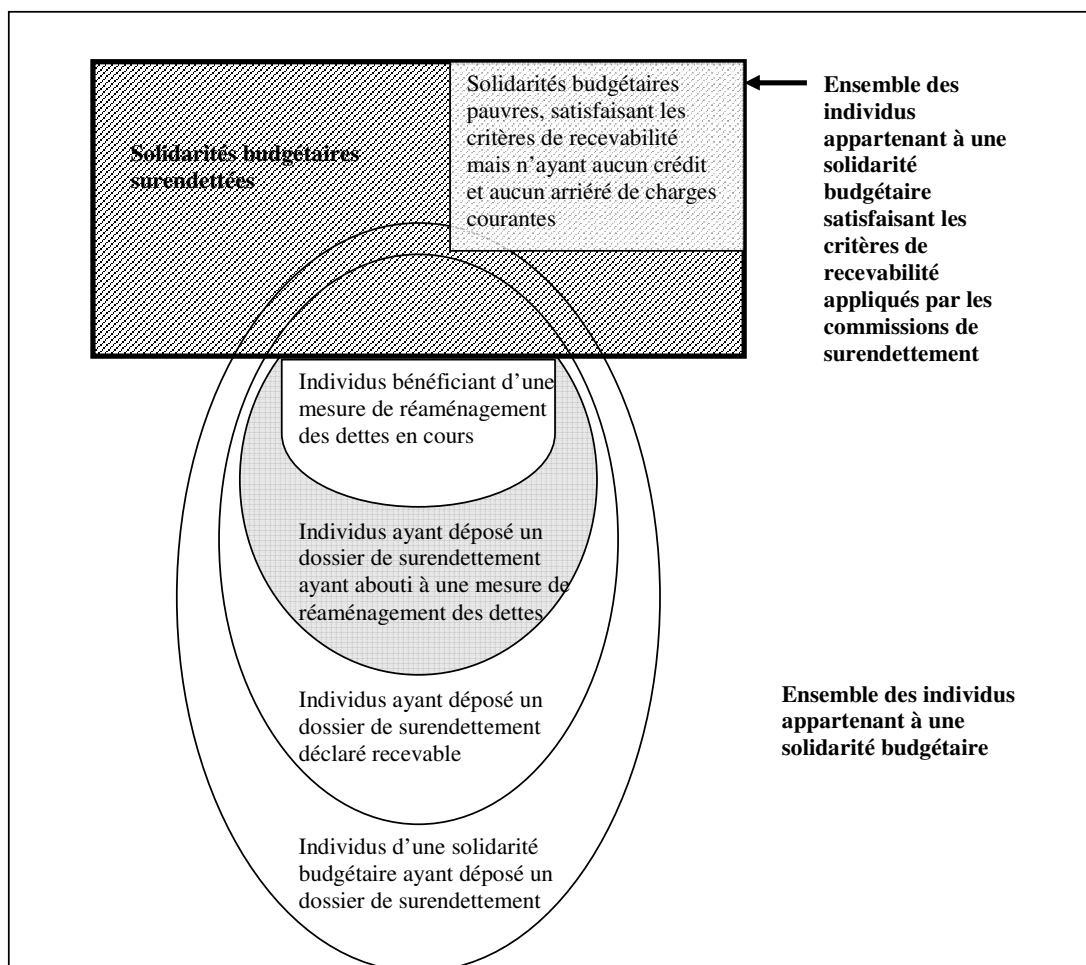 Solidarités budgétaires
surendettées
Solidarités budgétaires
pauvres, satisfaisant les
critères de recevabilité
mais n'ayant aucun crédit
et aucun arriéré de charges
courantes
Ensemble des
individus
appartenant à une
solidarité
budgétaire
satisfaisant les
critères de
recevabilité
appliqués par les
commissions de
surendettement
Individus bénéficiant d'une
mesure de réaménagement
des dettes en cours
Individus ayant déposé un
dossier de surendettement
ayant abouti à une mesure de
réaménagement des dettes
Individus ayant déposé un
dossier de surendettement
déclaré recevable
Ensemble des individus
appartenant à une
solidarité budgétaire
Individus d'une solidarité
budgétaire ayant déposé un
dossier de surendettement